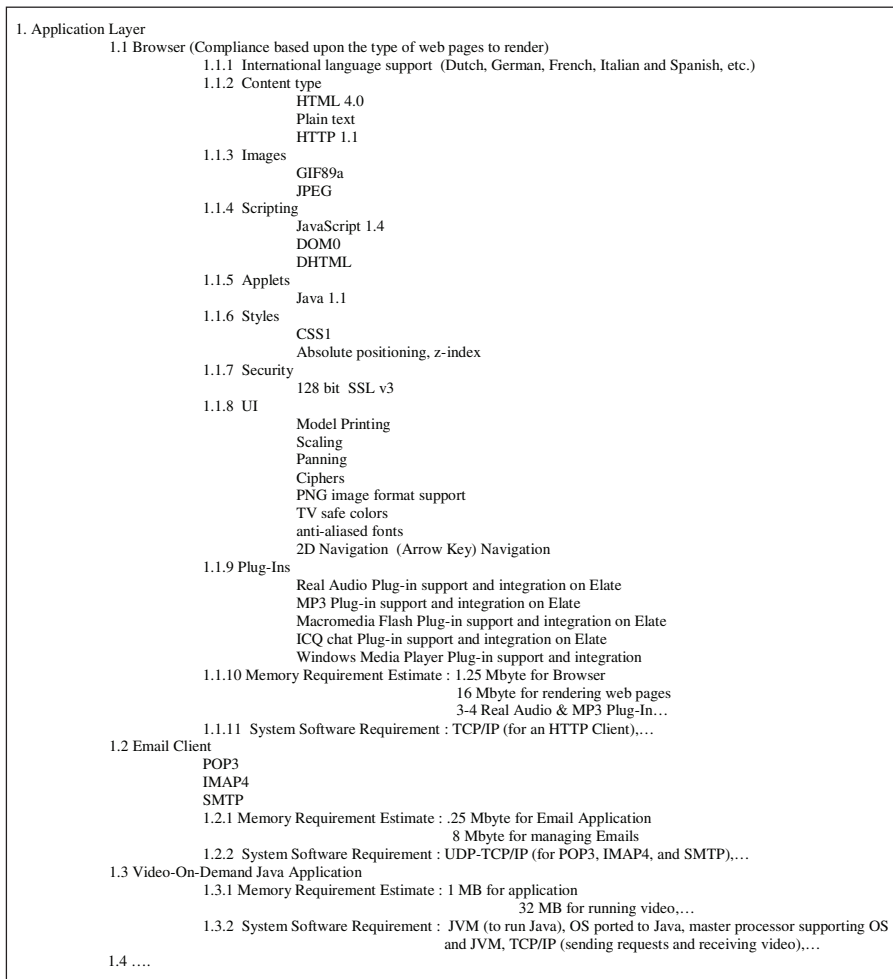 1. Application Layer
1.1 Browser (Compliance based upon the type of web pages to render)
1.1.1 International language support (Dutch, German, French, Italian and Spanish, etc.)
1.1.2 Content type
HTML 4.0
Plain text
HTTP 1.1
1.1.3 Images
GIF89a
JPEG
1.1.4 Scripting
JavaScript 1.4
DOM0
DHTML
1.1.5 Applets
Java 1.1
1.1.6 Styles
CSS1
Absolute positioning, z-index
1.1.7 Security
128 bit SSL v3
1.1.8 UI
Model Printing
Scaling
Panning
Ciphers
PNG image format support
TV safe colors
anti-aliased fonts
2D Navigation (Arrow Key) Navigation
1.1.9 Plug-Ins
Real Audio Plug-in support and integration on Elate
MP3 Plug-in support and integration on Elate
Macromedia Flash Plug-in support and integration on Elate
ICQ chat Plug-in support and integration on Elate
Windows Media Player Plug-in support and integration
1.1.10 Memory Requirement Estimate : 1.25 Mbyte for Browser
16 Mbyte for rendering web pages
3-4 Real Audio & MP3 Plug-In…
1.1.11 System Software Requirement : TCP/IP (for an HTTP Client),…
1.2 Email Client
POP3
IMAP4
SMTP
1.2.1 Memory Requirement Estimate : .25 Mbyte for Email Application
8 Mbyte for managing Emails
1.2.2 System Software Requirement : UDP-TCP/IP (for POP3, IMAP4, and SMTP),…
1.3 Video-On-Demand Java Application
1.3.1 Memory Requirement Estimate : 1 MB for application
32 MB for running video,…
1.3.2 System Software Requirement : JVM (to run Java), OS ported to Java, master processor supporting OS
and JVM, TCP/IP (sending requests and receiving video),…
1.4 ….